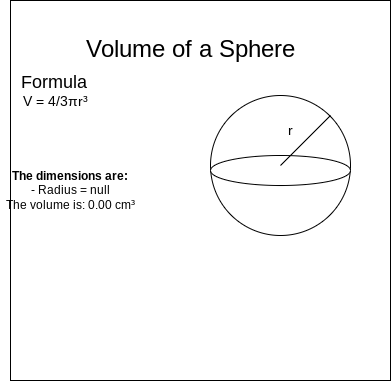 Volume of a Sphere
Formula
V = 4/3πr³
r
The dimensions are:
- Radius = null
The volume is: 0.00 cm³